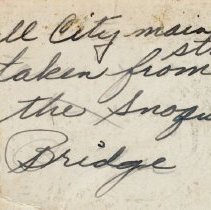 ll City main
st
taken from
the Snoqu
Bridge